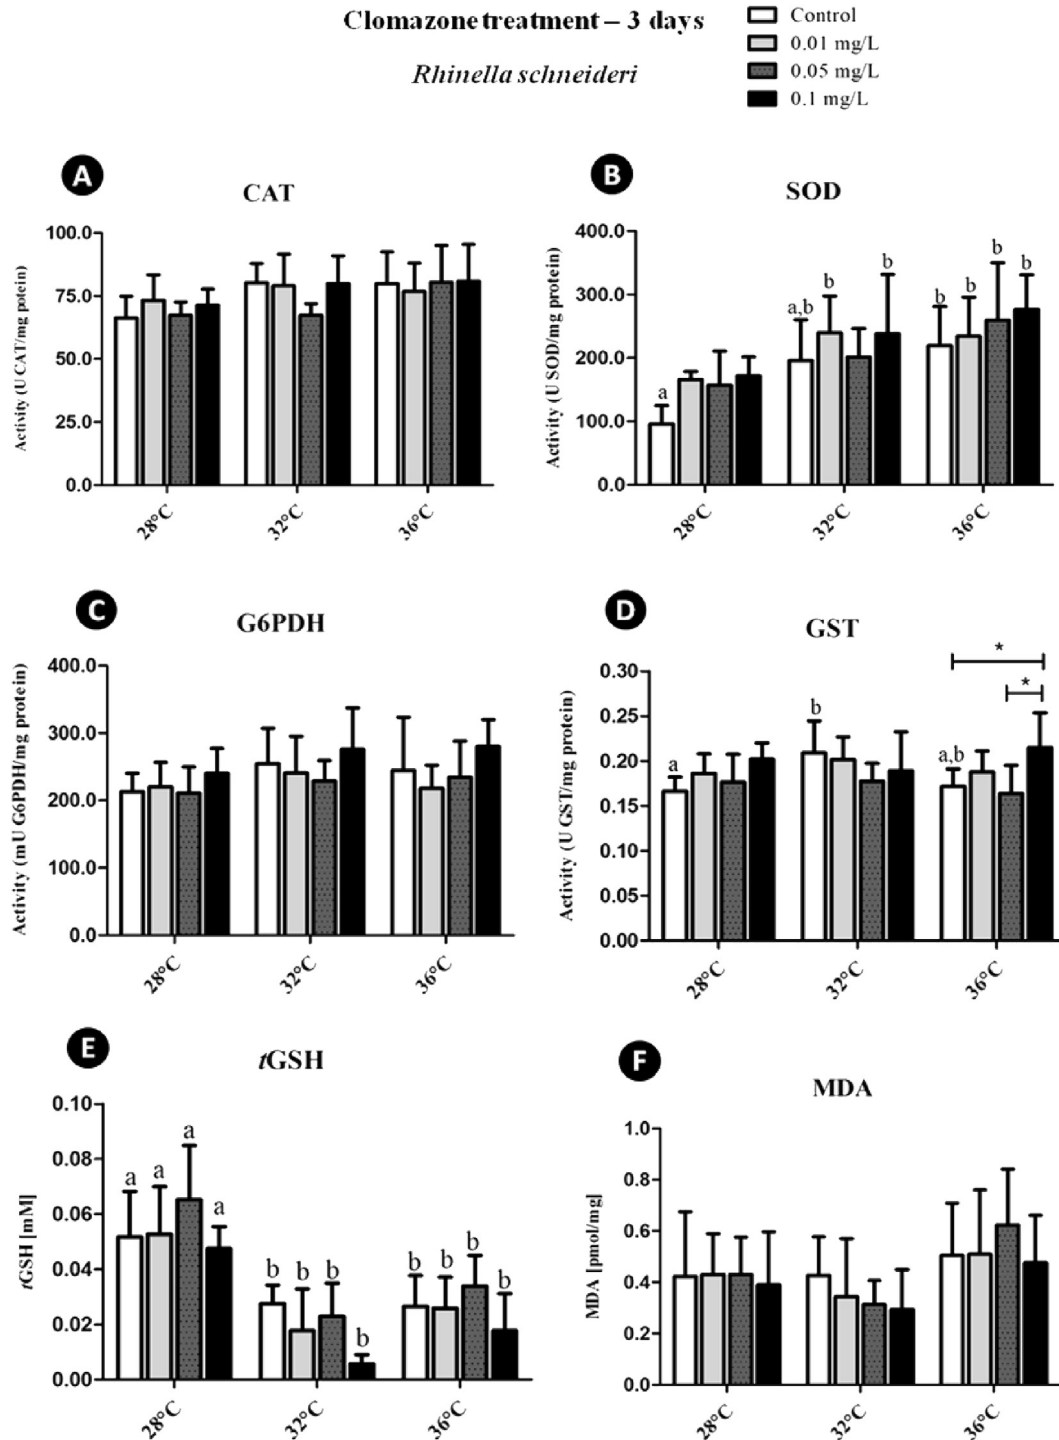 Clomazone treatment – 3 days
Rhinella schneideri
Control
0.01 mg/L
0.05 mg/L
0.1 mg/L
A
CAT
Activity (U CAT/mg potein)
100.0
75.0
50.0
25.0
0.0
28°C
32°C
36°C
B
SOD
Activity (U SOD/mg protein)
400.0
300.0
200.0
100.0
0.0
a
a,b
b
b
b
b
b
b
28°C
32°C
36°C
C
G6PDH
Activity (mU G6PDH/mg protein)
400.0
300.0
200.0
100.0
0.0
28°C
32°C
36°C
D
GST
Activity (U GST/mg protein)
0.30
0.25
0.20
0.15
0.10
0.05
0.00
a
b
a,b
*
*
28°C
32°C
36°C
E
tGSH
tGSH [mM]
0.10
0.08
0.06
0.04
0.02
0.00
a
a
a
a
b
b
b
b
b
b
b
b
28°C
32°C
36°C
F
MDA
MDA [pmol/mg]
1.0
0.8
0.6
0.4
0.2
0.0
28°C
32°C
36°C